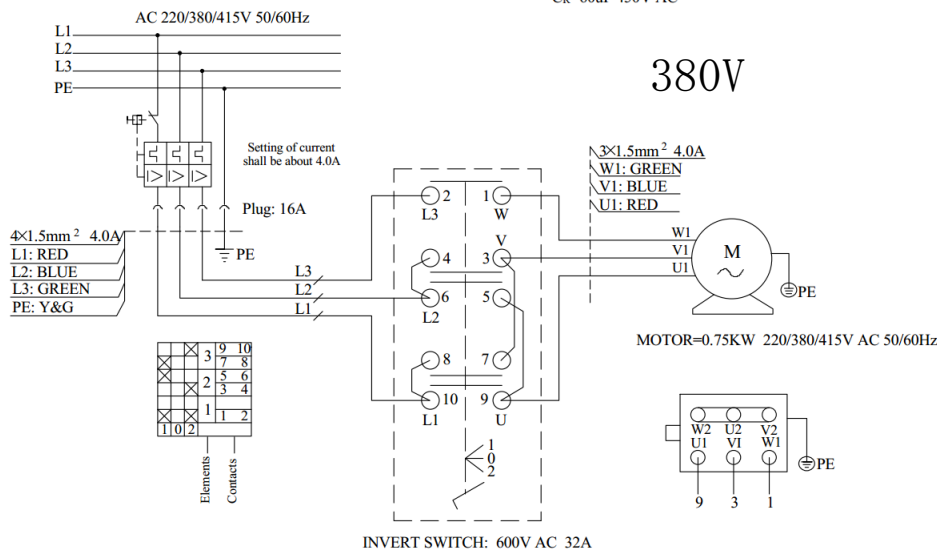 AC 220/380/415V 50/60Hz
L1
L2
L3
PE
380V
Setting of current
shall be about 4.0A
Plug: 16A
PE
4×1.5mm² 4.0A
L1: RED
L2: BLUE
L3: GREEN
PE: Y&G
L3
L2
L1
2 1
L3 W
V
4 3
6 5
L2
8 7
10 9
L1 U
1
0
2
3×1.5mm² 4.0A
W1: GREEN
V1: BLUE
U1: RED
W1
V1
U1
M
PE
MOTOR=0.75KW 220/380/415V AC 50/60Hz
3 9 10
7 8
2 5 6
3 4
1
1 2
1 0 2
Elements
Contacts
W2 U2 V2
U1 VI W1
PE
9 3 1
INVERT SWITCH: 600V AC 32A